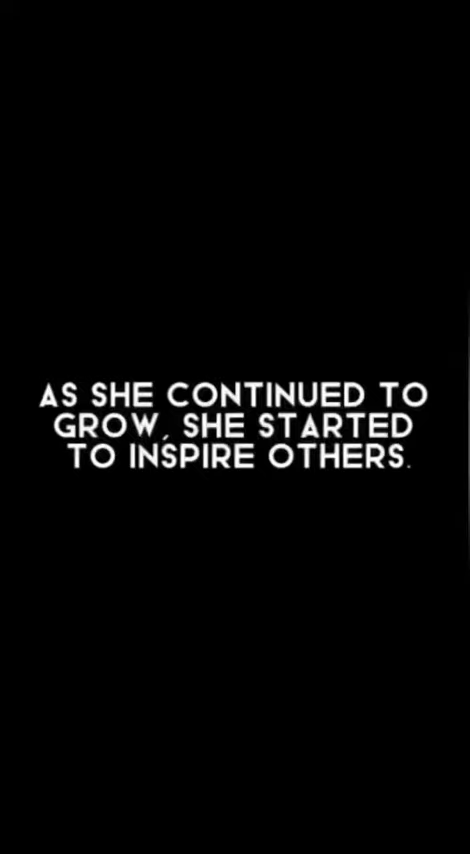 AS SHE CONTINUED TO
GROW, SHE STARTED
TO INSPIRE OTHERS.